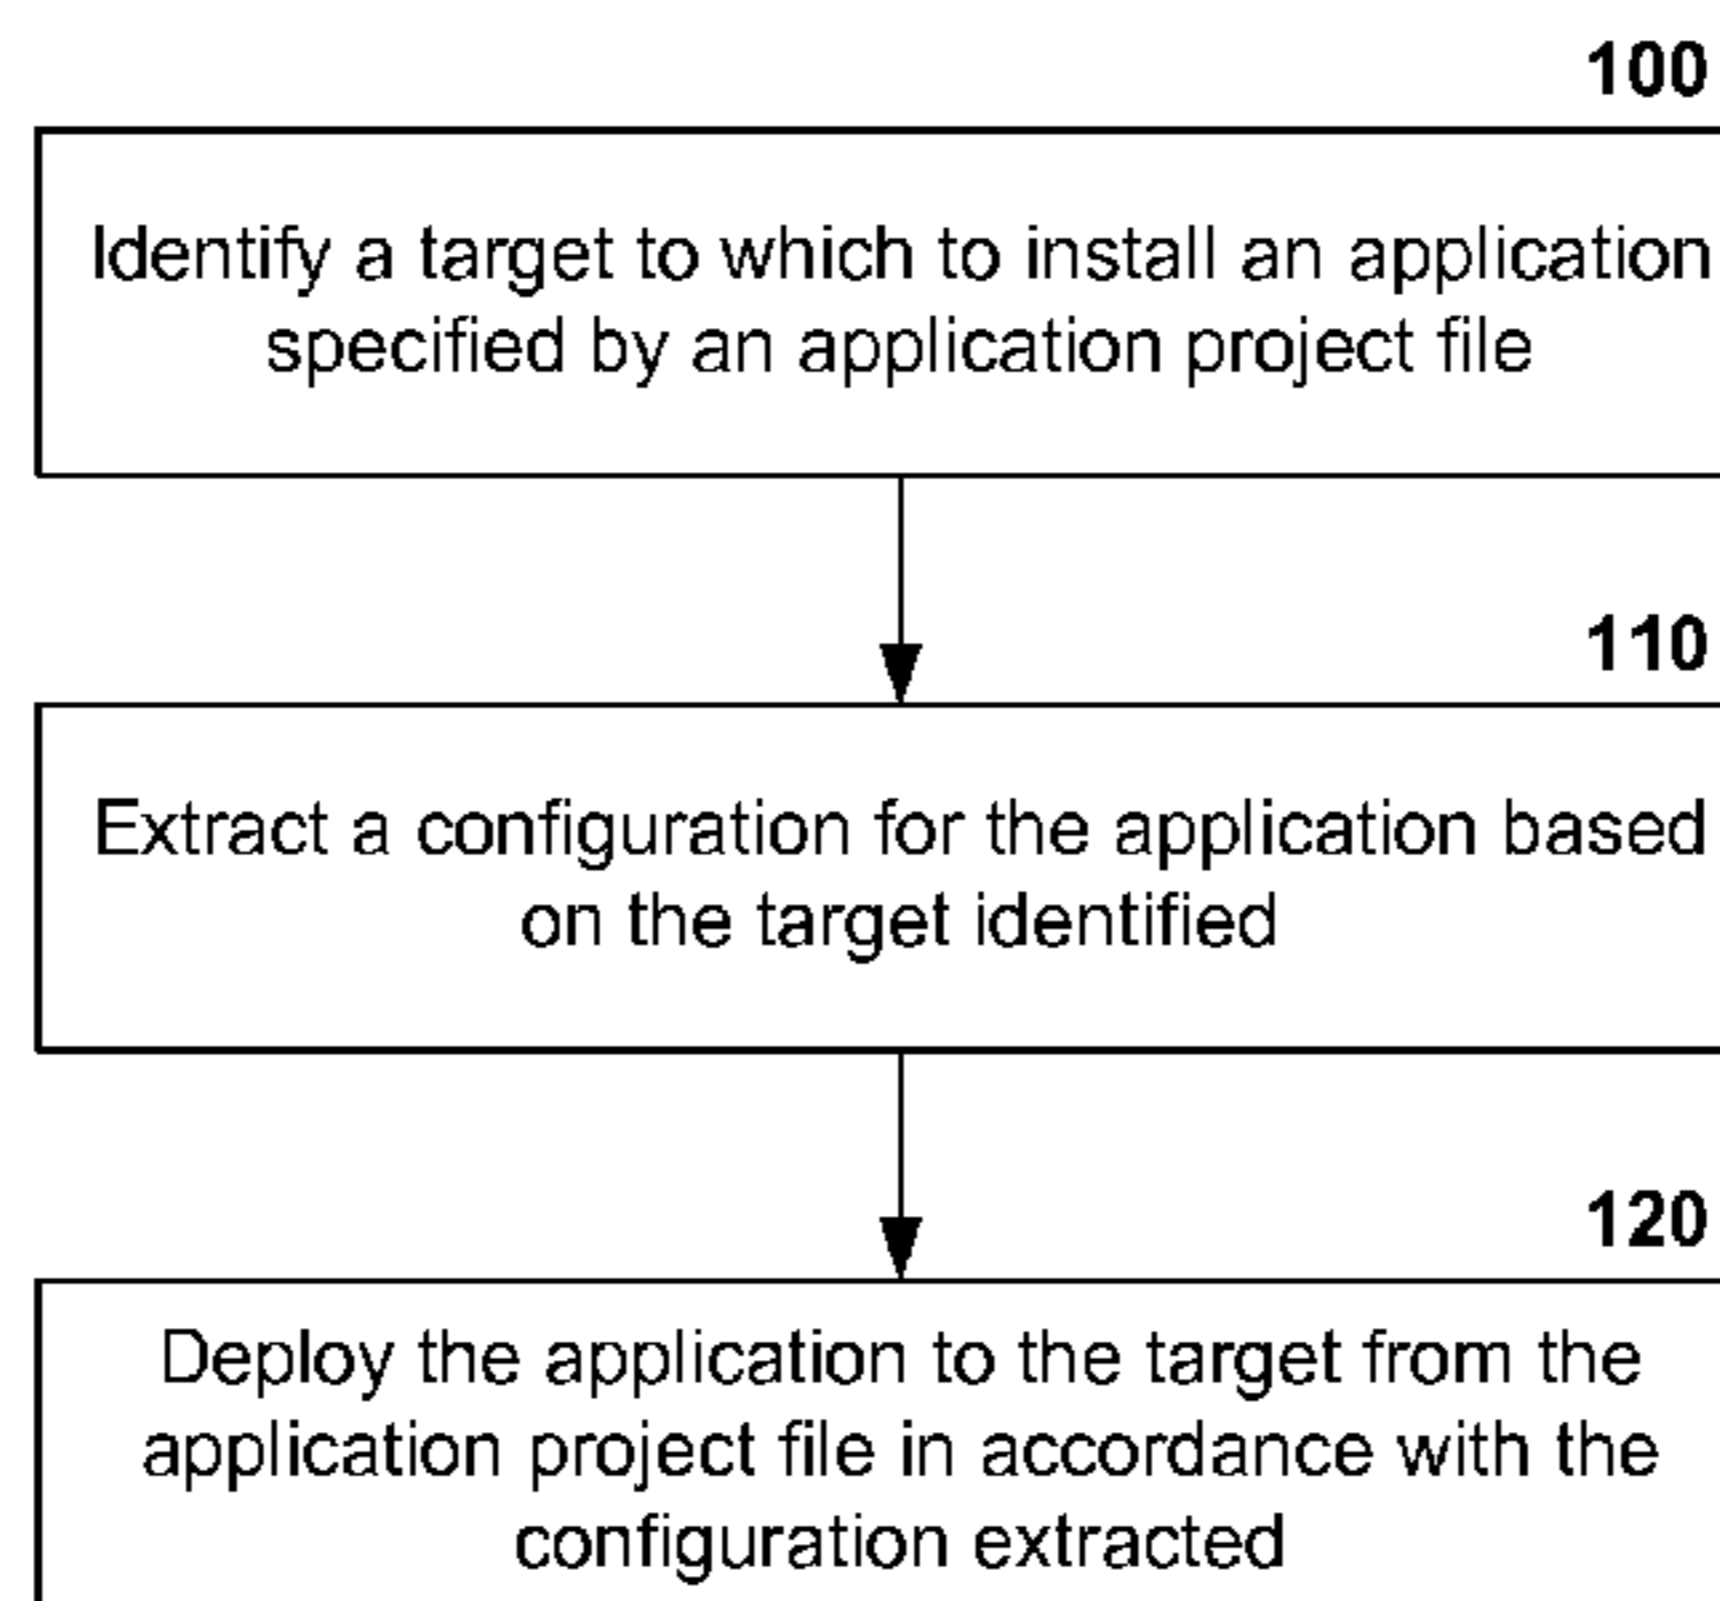 100
Identify a target to which to install an application
specified by an application project file
110
Extract a configuration for the application based
on the target identified
120
Deploy the application to the target from the
application project file in accordance with the
configuration extracted